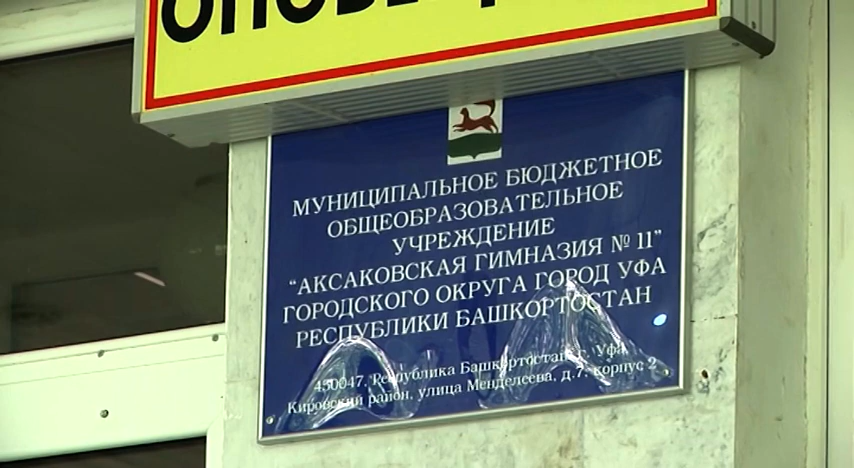 МУНИЦИПАЛЬНОЕ БЮДЖЕТНОЕ
ОБЩЕОБРАЗОВАТЕЛЬНОЕ
УЧРЕЖДЕНИЕ
"АКСАКОВСКАЯ ГИМНАЗИЯ № 11"
ГОРОДСКОГО ОКРУГА ГОРОД УФА
РЕСПУБЛИКИ БАШКОРТОСТАН
450047, Республика Башкортостан, г. Уфа,
Кировский район, улица Менделеева, д.7, корпус 2